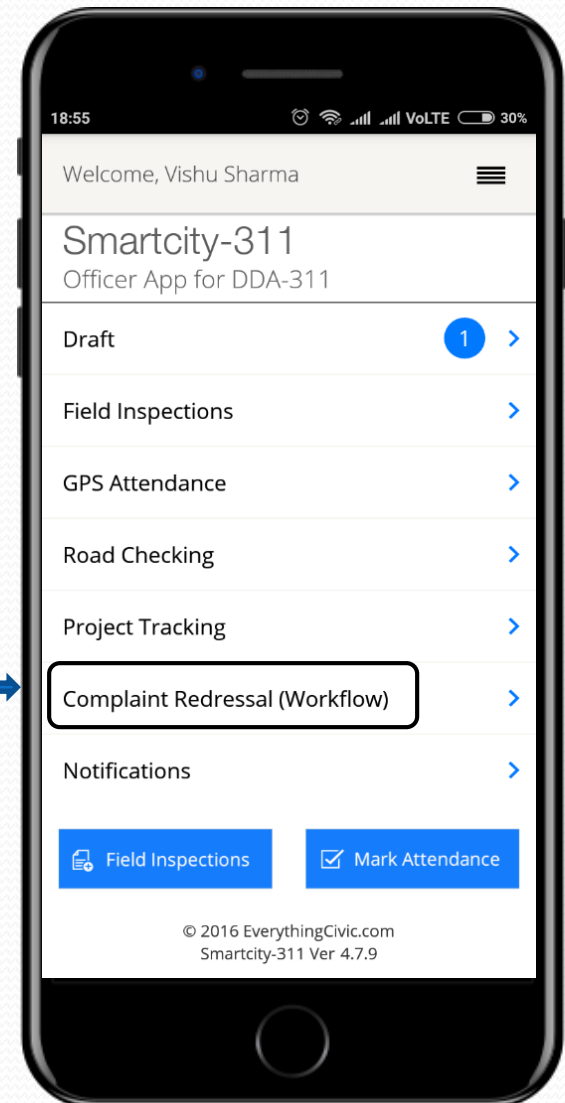 18:55 VoLTE 30%
Welcome, Vishu Sharma
Smartcity-311
Officer App for DDA-311
Draft 1
Field Inspections
GPS Attendance
Road Checking
Project Tracking
Complaint Redressal (Workflow)
Notifications
Field Inspections Mark Attendance
© 2016 EverythingCivic.com
Smartcity-311 Ver 4.7.9